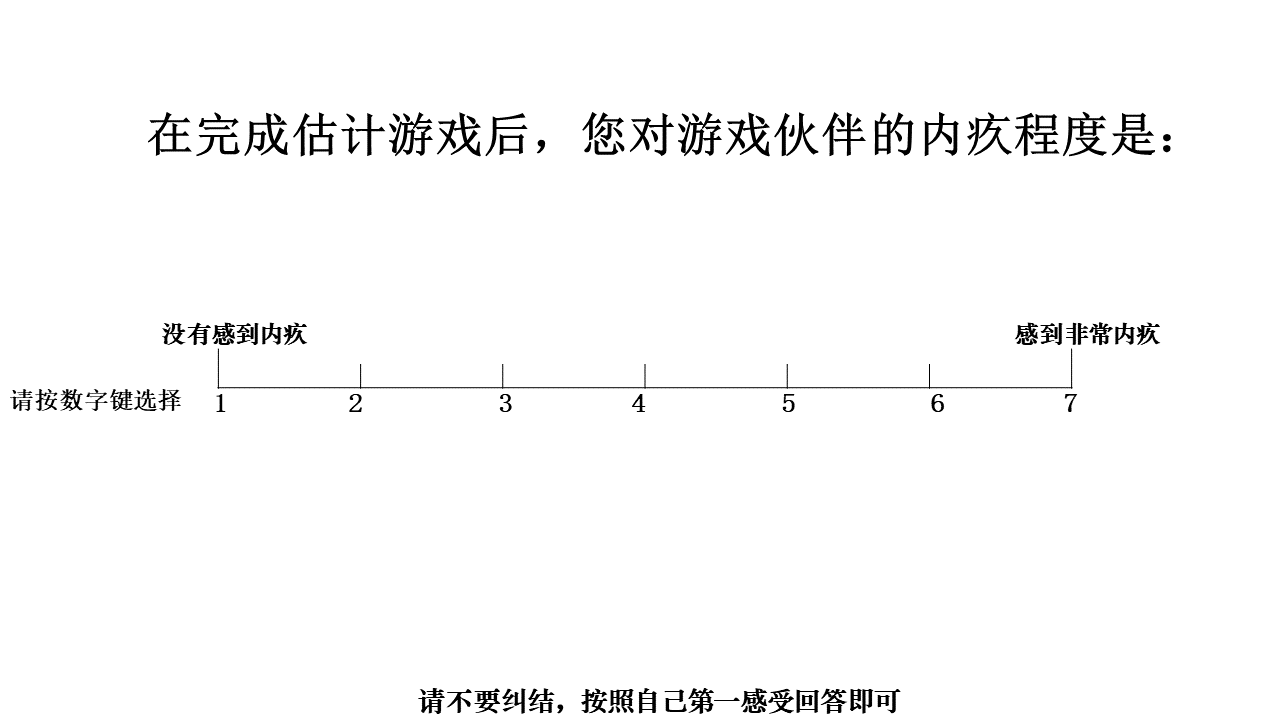 在完成估计游戏后，您对游戏伙伴的内疚程度是：
没有感到内疚 感到非常内疚
请按数字键选择 1 2 3 4 5 6 7
请不要纠结，按照自己第一感受回答即可